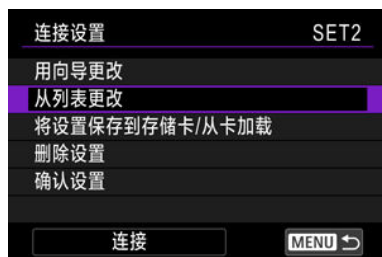 连接设置 SET2
用向导更改
从列表更改
将设置保存到存储卡/从卡加载
删除设置
确认设置
连接 MENU